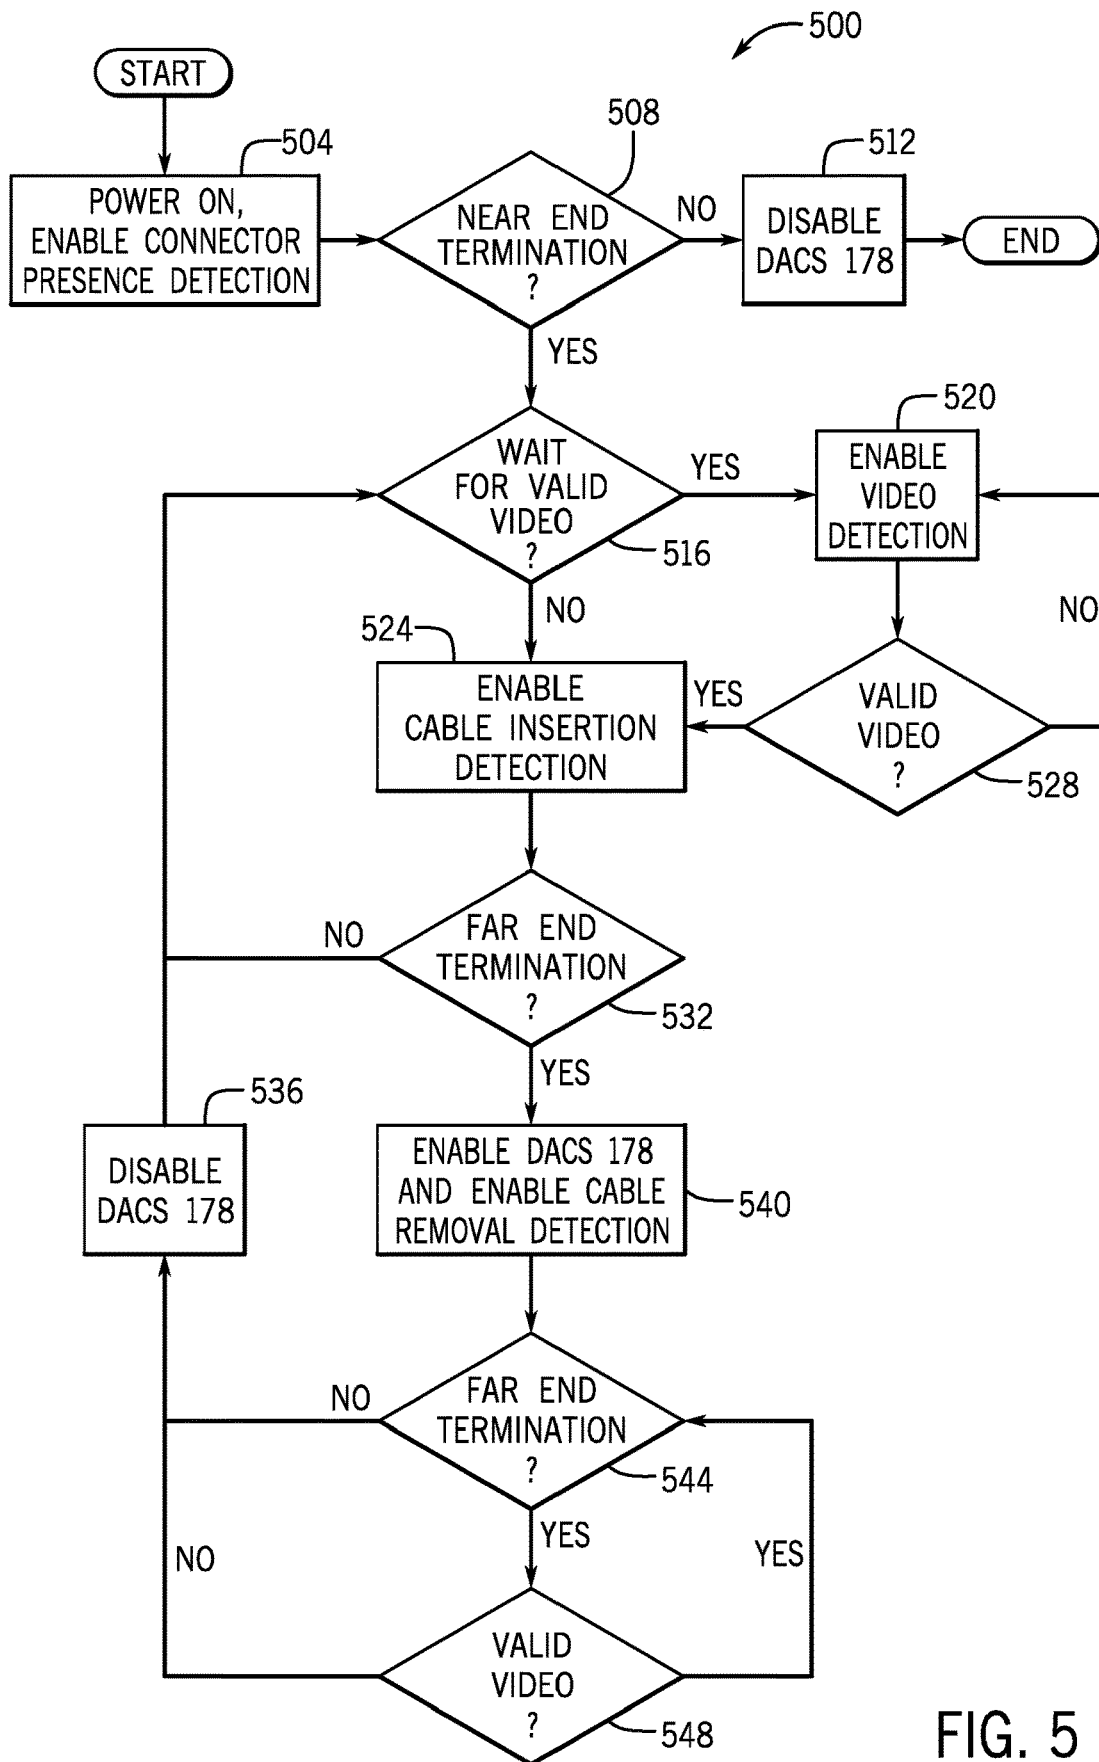 500
START
504
POWER ON,
ENABLE CONNECTOR
PRESENCE DETECTION
508
NEAR END
TERMINATION
?
NO
512
DISABLE
DACS 178
END
YES
WAIT
FOR VALID
VIDEO
?
516
YES
520
ENABLE
VIDEO
DETECTION
NO
NO
524
ENABLE
CABLE INSERTION
DETECTION
YES
VALID
VIDEO
?
528
FAR END
TERMINATION
?
532
NO
YES
536
DISABLE
DACS 178
ENABLE DACS 178
AND ENABLE CABLE
REMOVAL DETECTION
540
FAR END
TERMINATION
?
544
NO
YES
NO
YES
VALID
VIDEO
?
548
FIG. 5